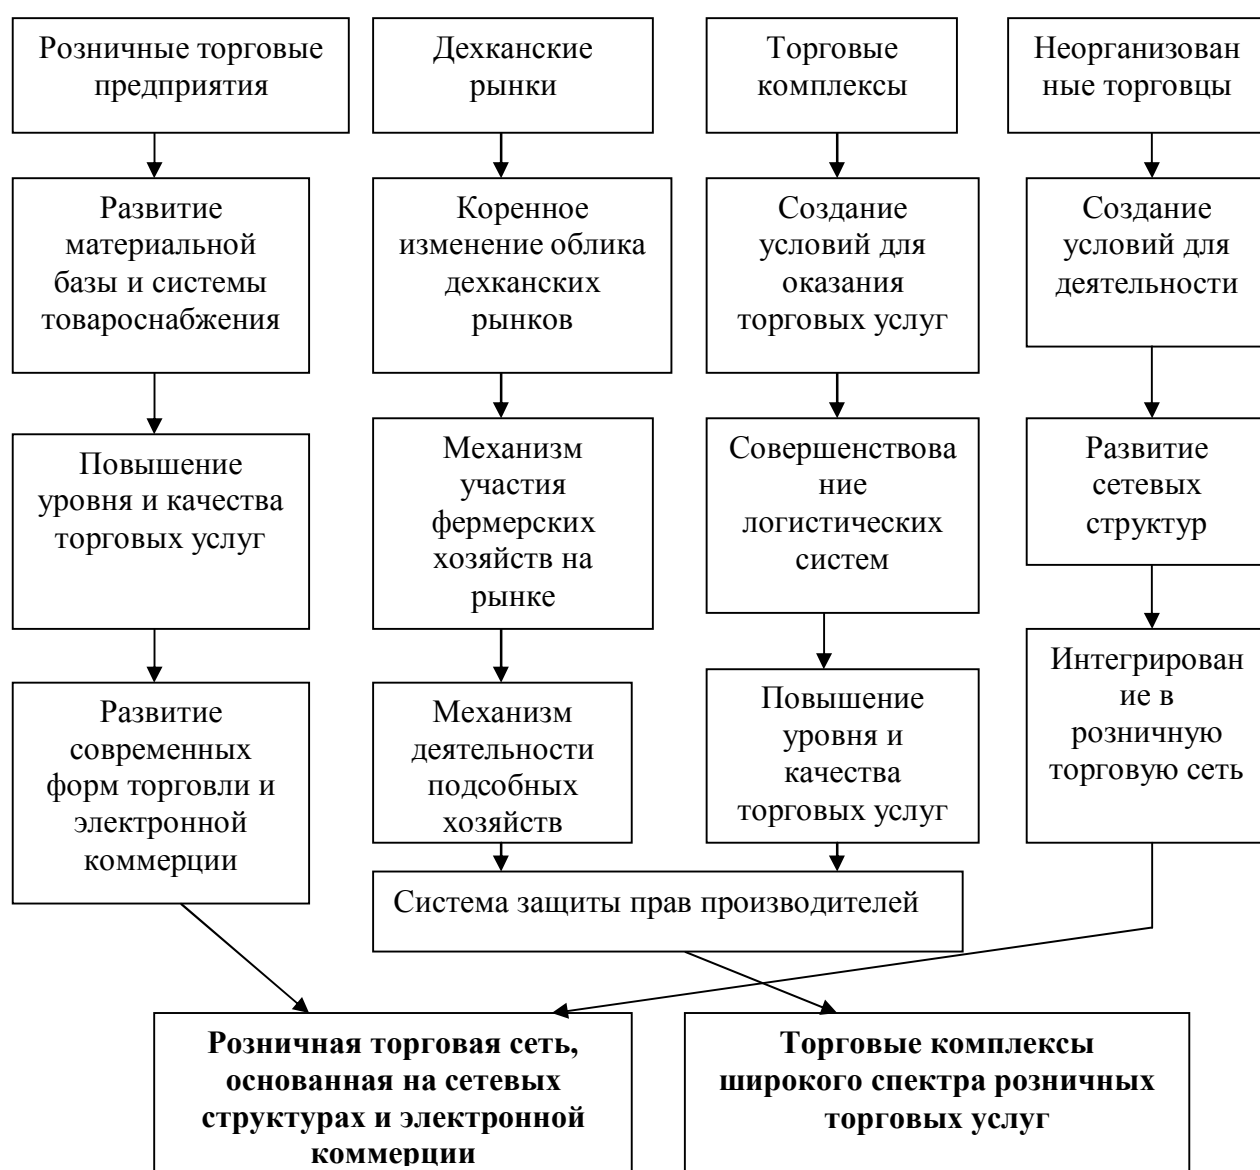 Розничные торговые
предприятия
Дехканские
рынки
Торговые
комплексы
Неорганизован
ные торговцы
Развитие
материальной
базы и системы
товароснабжения
Коренное
изменение облика
дехканских
рынков
Создание
условий для
оказания
торговых услуг
Создание
условий для
деятельности
Повышение
уровня и качества
торговых услуг
Механизм
участия
фермерских
хозяйств на
рынке
Совершенствова
ние
логистических
систем
Развитие
сетевых
структур
Развитие
современных
форм торговли и
электронной
коммерции
Механизм
деятельности
подсобных
хозяйств
Повышение
уровня и
качества
торговых услуг
Интегрирован
ие в
розничную
торговую сеть
Система защиты прав производителей
Розничная торговая сеть,
основанная на сетевых
структурах и электронной
коммерции
Торговые комплексы
широкого спектра розничных
торговых услуг